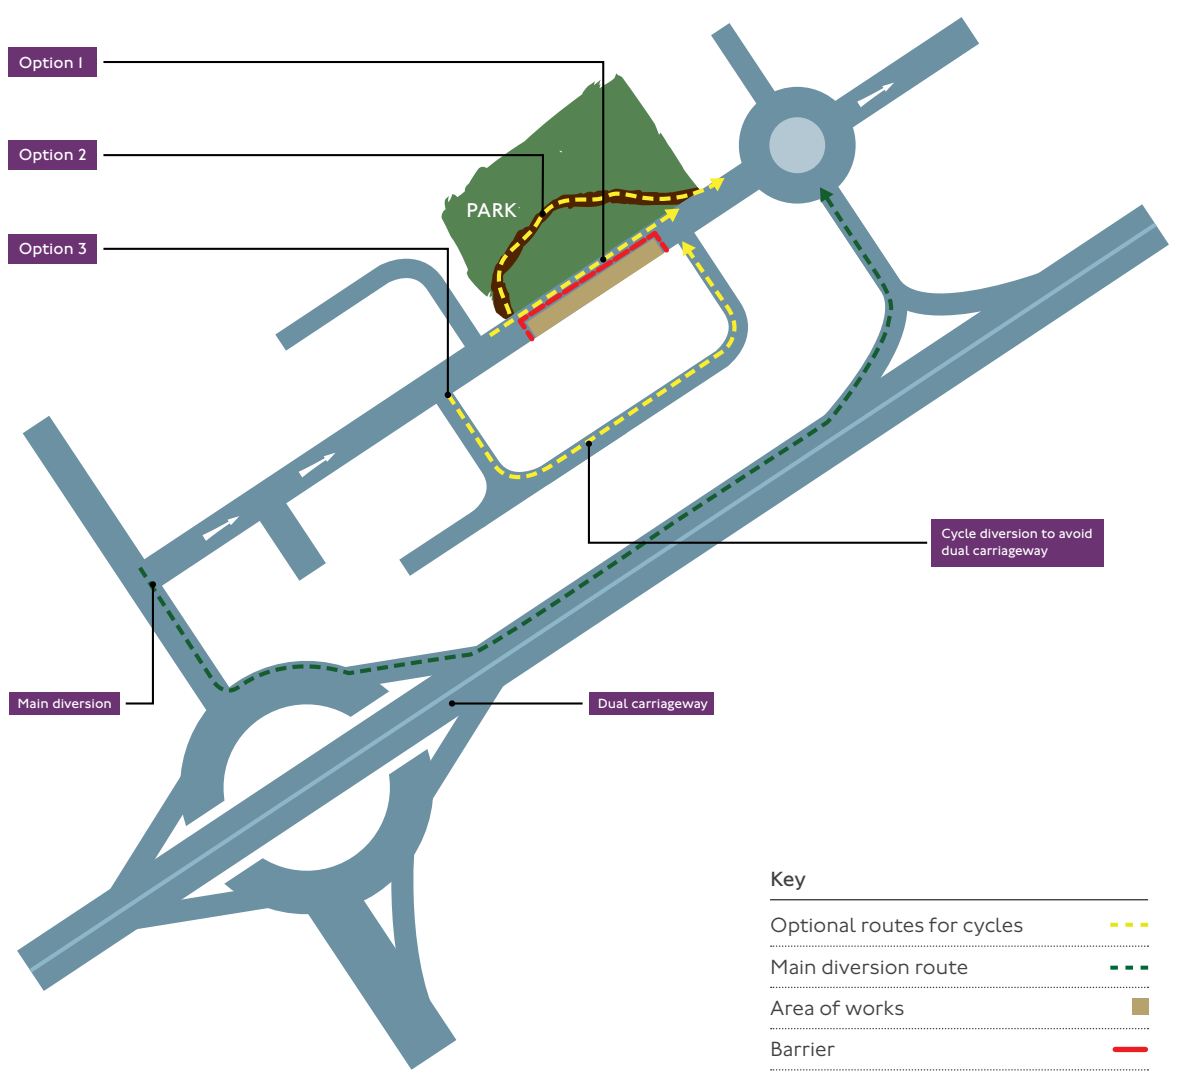 Option 1
Option 2
PARK
Option 3
Cycle diversion to avoid
dual carriageway
Main diversion
Dual carriageway
Key
Optional routes for cycles
Main diversion route
Area of works
Barrier